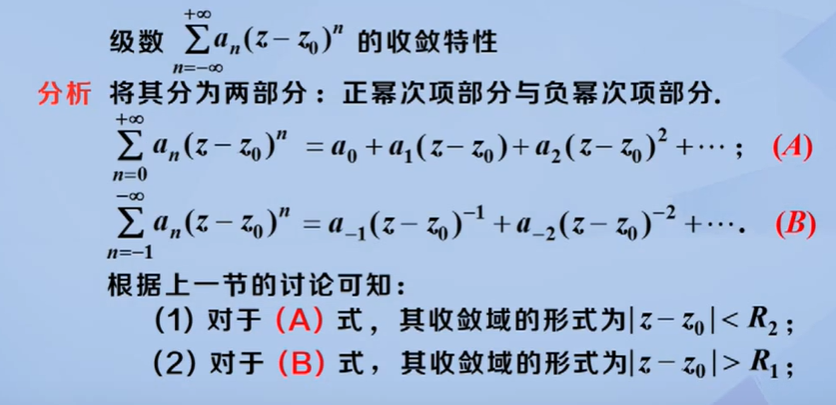 级数 $\sum_{n=-\infty}^{+\infty} a_n(z-z_0)^n$ 的收敛特性
分析 将其分为两部分：正幂次项部分与负幂次项部分.
$\sum_{n=0}^{+\infty} a_n(z-z_0)^n = a_0 + a_1(z-z_0) + a_2(z-z_0)^2 + \cdots$； (A)
$\sum_{n=-1}^{-\infty} a_n(z-z_0)^n = a_{-1}(z-z_0)^{-1} + a_{-2}(z-z_0)^{-2} + \cdots$. (B)
根据上一节的讨论可知：
(1) 对于 (A) 式，其收敛域的形式为$|z-z_0| < R_2$；
(2) 对于 (B) 式，其收敛域的形式为$|z-z_0| > R_1$；